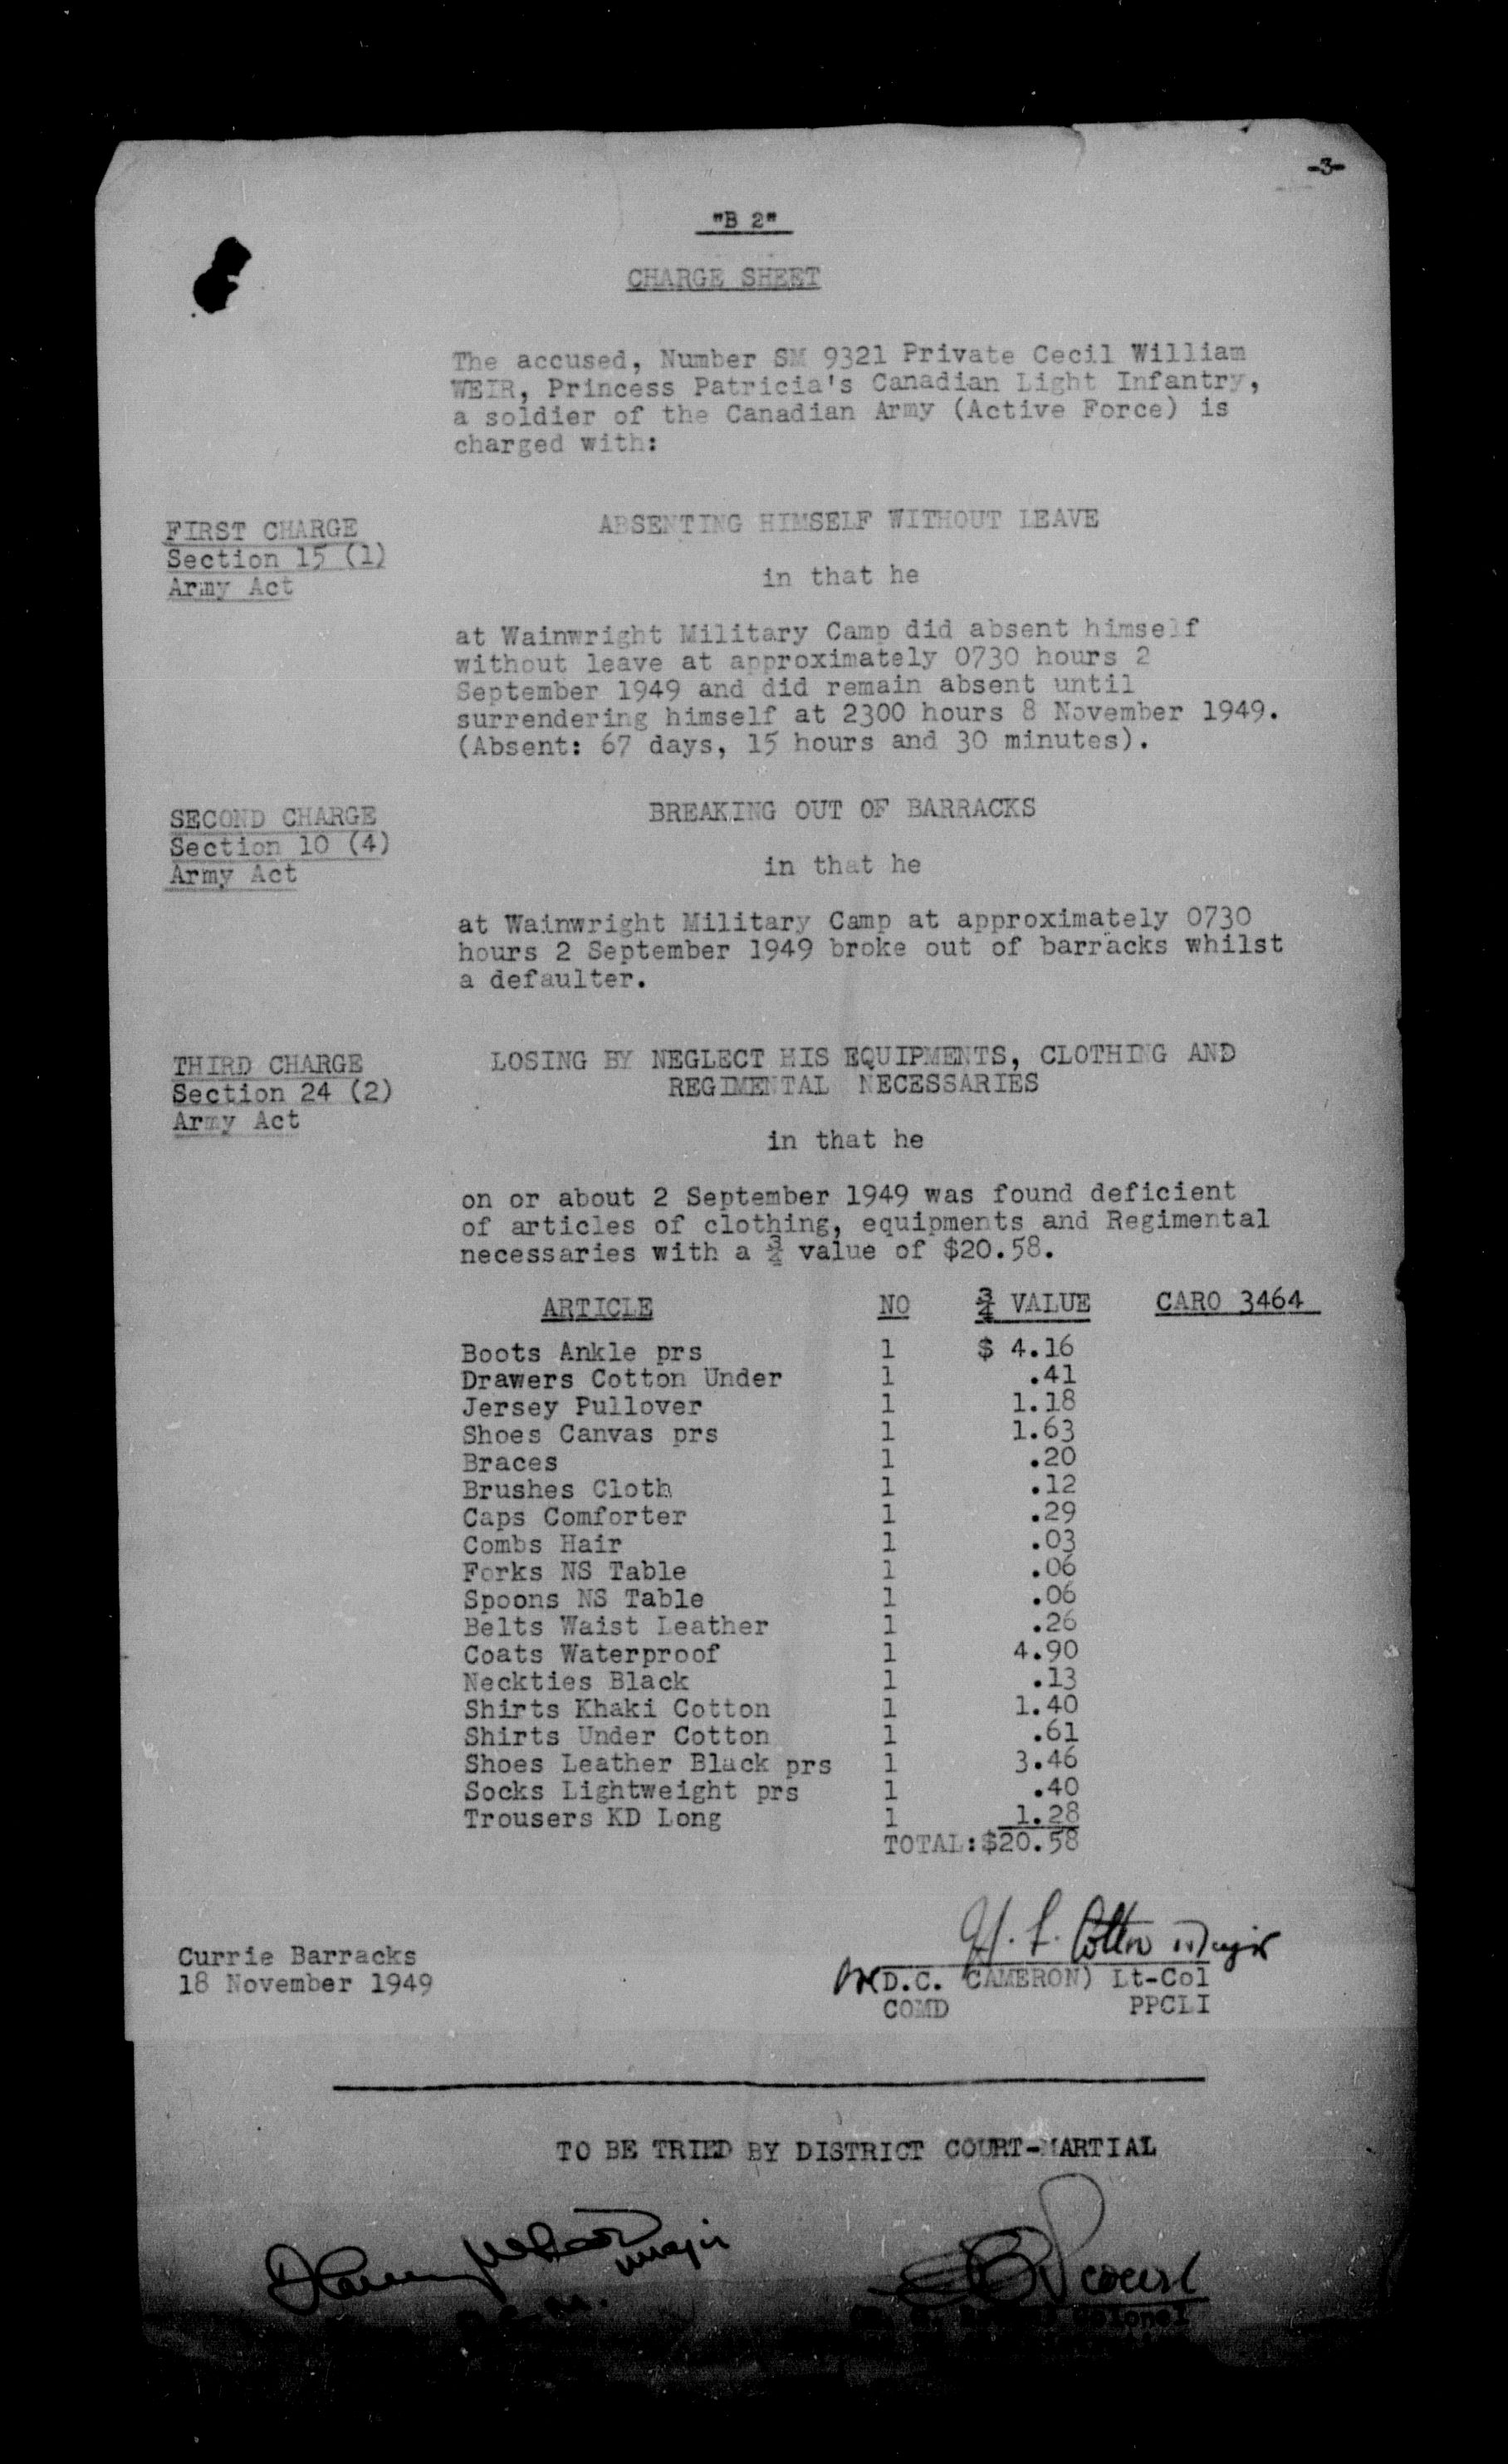 -3-
"B 2"
CHARGE SHEET
The accused, Number SM 9321 Private Cecil William
WEIR, Princess Patricia's Canadian Light Infantry,
a soldier of the Canadian Army (Active Force) is
charged with:
FIRST CHARGE
Section 15 (1)
Army Act
ABSENTING HIMSELF WITHOUT LEAVE
in that he
at Wainwright Military Camp did absent himself
without leave at approximately 0730 hours 2
September 1949 and did remain absent until
surrendering himself at 2300 hours 8 November 1949.
(Absent: 67 days, 15 hours and 30 minutes).
SECOND CHARGE
Section 10 (4)
Army Act
BREAKING OUT OF BARRACKS
in that he
at Wainwright Military Camp at approximately 0730
hours 2 September 1949 broke out of barracks whilst
a defaulter.
THIRD CHARGE
Section 24 (2)
Army Act
LOSING BY NEGLECT HIS EQUIPMENTS, CLOTHING AND
REGIMENTAL NECESSARIES
in that he
on or about 2 September 1949 was found deficient
of articles of clothing, equipments and Regimental
necessaries with a ¾ value of $20.58.
ARTICLE NO ¾ VALUE CARO 3464
Boots Ankle prs 1 $ 4.16
Drawers Cotton Under 1 .41
Jersey Pullover 1 1.18
Shoes Canvas prs 1 1.63
Braces 1 .20
Brushes Cloth 1 .12
Caps Comforter 1 .29
Combs Hair 1 .03
Forks NS Table 1 .06
Spoons NS Table 1 .06
Belts Waist Leather 1 .26
Coats Waterproof 1 4.90
Neckties Black 1 .13
Shirts Khaki Cotton 1 1.40
Shirts Under Cotton 1 .61
Shoes Leather Black prs 1 3.46
Socks Lightweight prs 1 .40
Trousers KD Long 1 1.28
TOTAL:$20.58
Currie Barracks
18 November 1949
Major
(D.C. CAMERON) Lt-Col
COMD PPCLI
TO BE TRIED BY DISTRICT COURT-MARTIAL
Major
Colonel